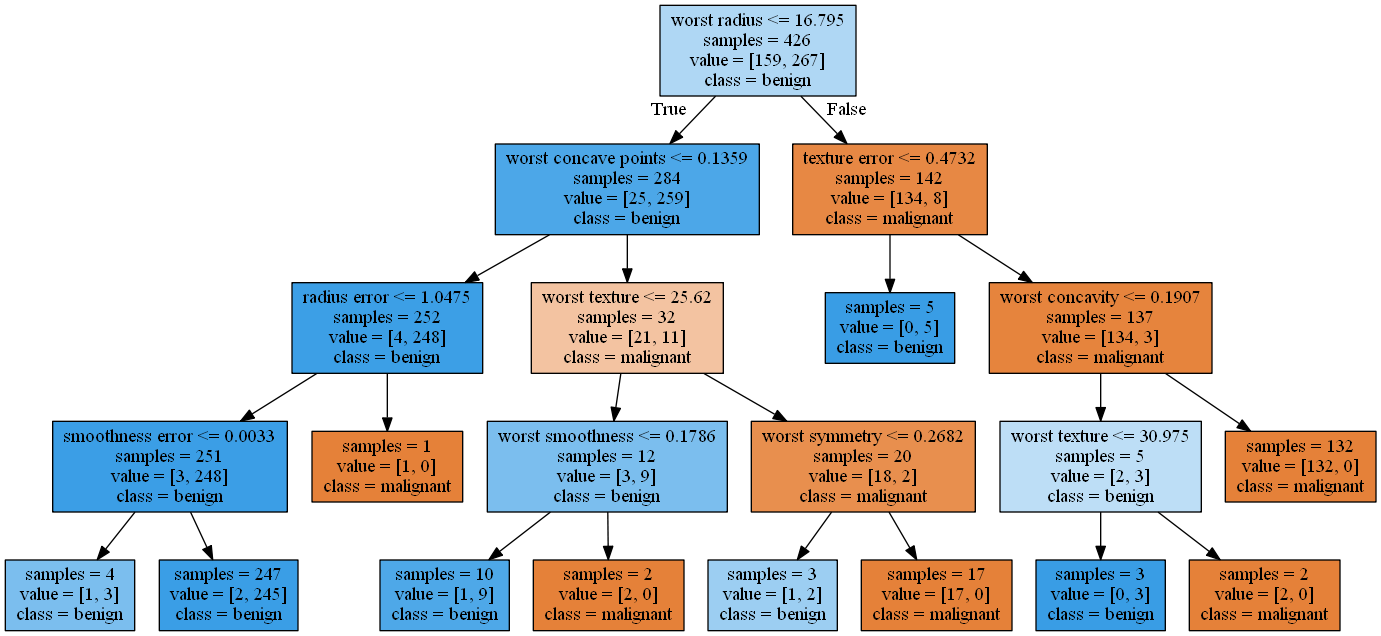 worst radius <= 16.795
samples = 426
value = [159, 267]
class = benign
True
False
worst concave points <= 0.1359
samples = 284
value = [25, 259]
class = benign
texture error <= 0.4732
samples = 142
value = [134, 8]
class = malignant
radius error <= 1.0475
samples = 252
value = [4, 248]
class = benign
worst texture <= 25.62
samples = 32
value = [21, 11]
class = malignant
samples = 5
value = [0, 5]
class = benign
worst concavity <= 0.1907
samples = 137
value = [134, 3]
class = malignant
smoothness error <= 0.0033
samples = 251
value = [3, 248]
class = benign
samples = 1
value = [1, 0]
class = malignant
worst smoothness <= 0.1786
samples = 12
value = [3, 9]
class = benign
worst symmetry <= 0.2682
samples = 20
value = [18, 2]
class = malignant
worst texture <= 30.975
samples = 5
value = [2, 3]
class = benign
samples = 132
value = [132, 0]
class = malignant
samples = 4
value = [1, 3]
class = benign
samples = 247
value = [2, 245]
class = benign
samples = 10
value = [1, 9]
class = benign
samples = 2
value = [2, 0]
class = malignant
samples = 3
value = [1, 2]
class = benign
samples = 17
value = [17, 0]
class = malignant
samples = 3
value = [0, 3]
class = benign
samples = 2
value = [2, 0]
class = malignant